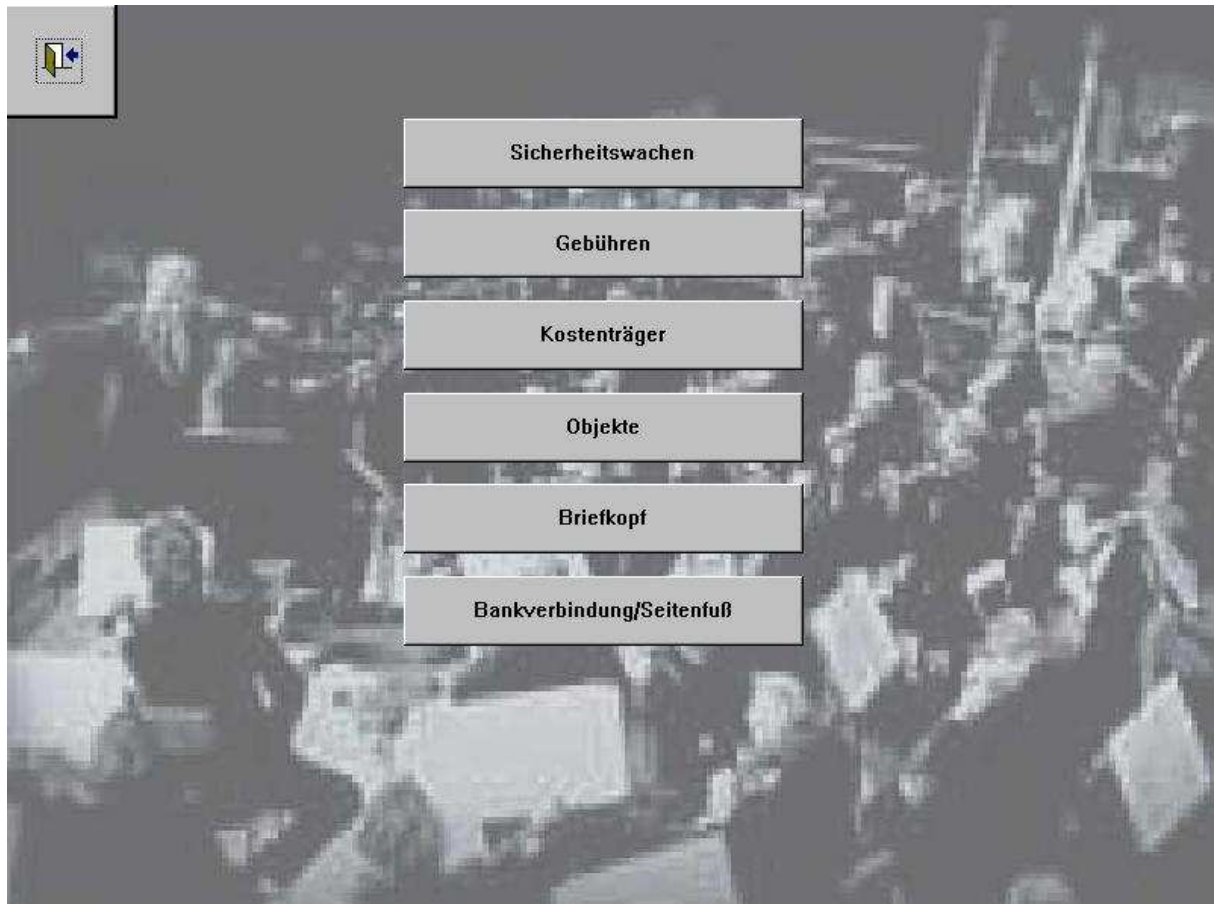 Sicherheitswachen
Gebühren
Kostenträger
Objekte
Briefkopf
Bankverbindung/Seitenfuß